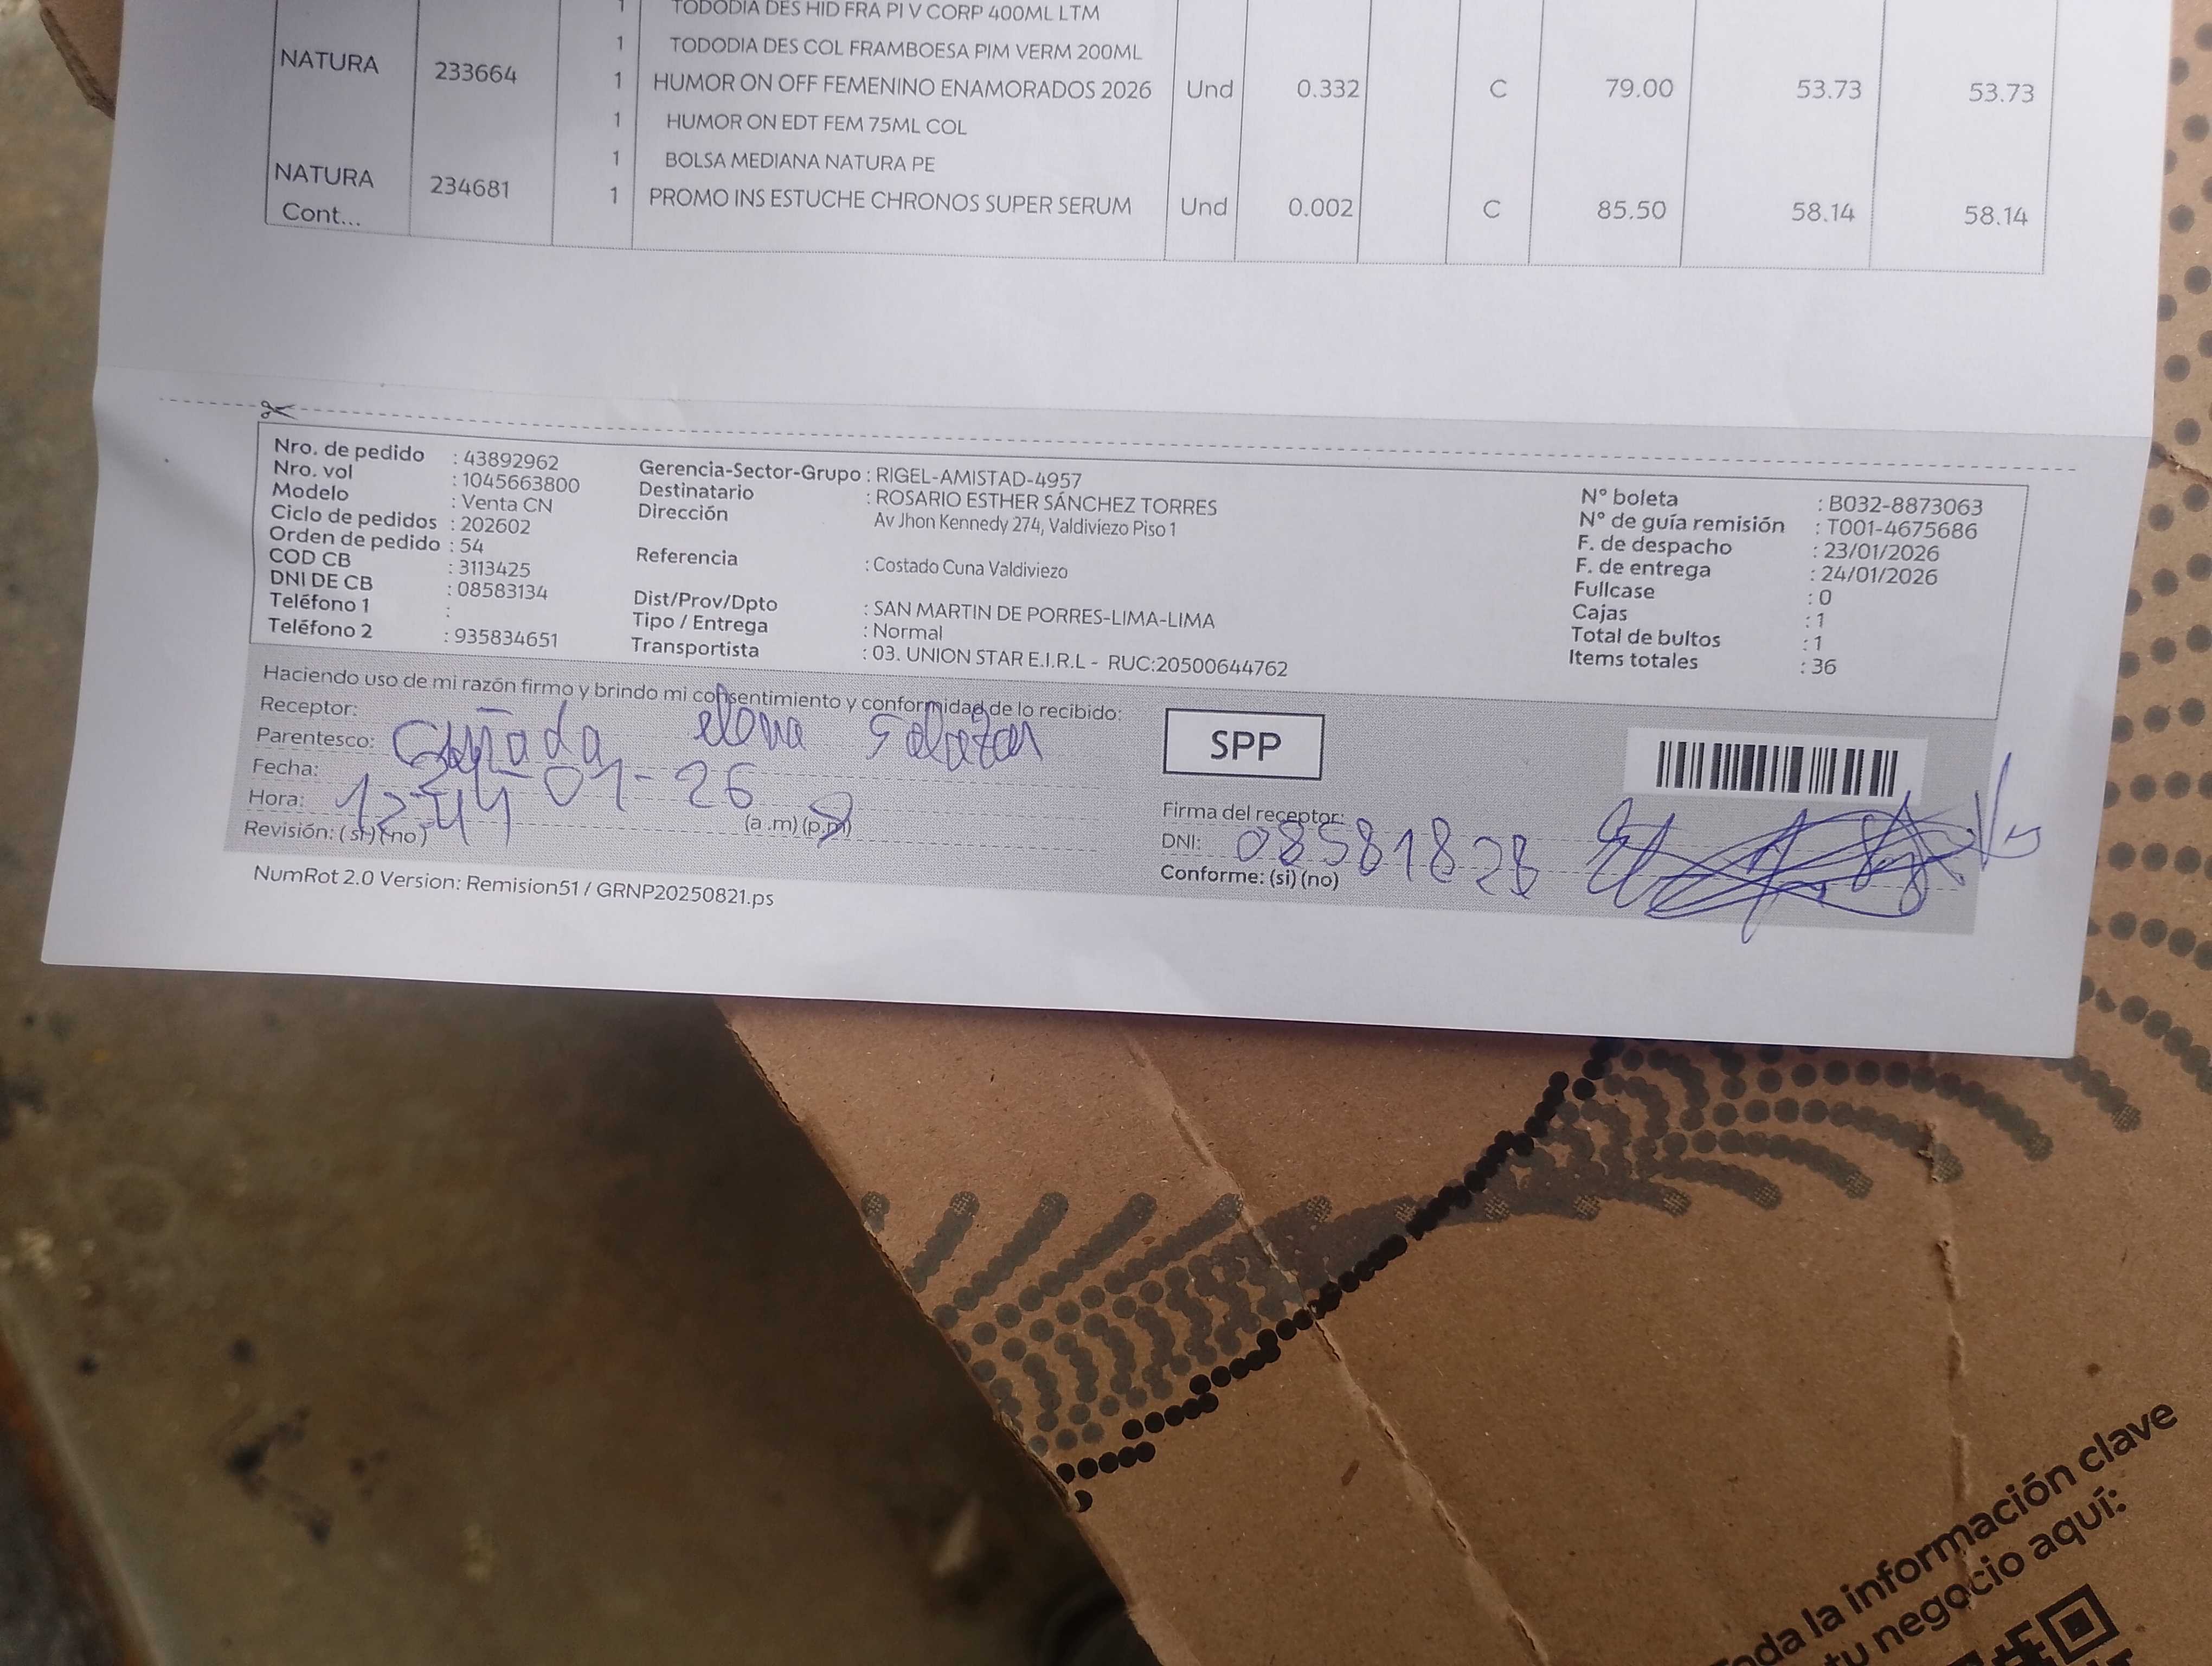 1 TODODIA DES HID FRA PI V CORP 400ML LTM
1 TODODIA DES COL FRAMBOESA PIM VERM 200ML
NATURA 233664 1 HUMOR ON OFF FEMENINO ENAMORADOS 2026 Und 0.332 C 79.00 53.73 53.73
1 HUMOR ON EDT FEM 75ML COL
1 BOLSA MEDIANA NATURA PE
NATURA 234681 1 PROMO INS ESTUCHE CHRONOS SUPER SERUM Und 0.002 C 85.50 58.14 58.14
Cont...
Nro. de pedido : 43892962
Nro. vol : 1045663800
Modelo : Venta CN
Ciclo de pedidos : 202602
Orden de pedido : 54
COD CB : 3113425
DNI DE CB : 08583134
Teléfono 1 :
Teléfono 2 : 935834651
Gerencia-Sector-Grupo : RIGEL-AMISTAD-4957
Destinatario : ROSARIO ESTHER SÁNCHEZ TORRES
Dirección Av Jhon Kennedy 274, Valdiviezo Piso 1
Referencia : Costado Cuna Valdiviezo
Dist/Prov/Dpto : SAN MARTIN DE PORRES-LIMA-LIMA
Tipo / Entrega : Normal
Transportista : 03. UNION STAR E.I.R.L - RUC:20500644762
N° boleta : B032-8873063
N° de guía remisión : T001-4675686
F. de despacho : 23/01/2026
F. de entrega : 24/01/2026
Fullcase : 0
Cajas : 1
Total de bultos : 1
Items totales : 36
Haciendo uso de mi razón firmo y brindo mi consentimiento y conformidad de lo recibido:
Receptor:
Parentesco: Cuñada elena Salazar
Fecha: 24-01-26
Hora: 12:44 (a.m) (p.m)
Revisión: (si) (no)
SPP
Firma del receptor:
DNI: 08581828
Conforme: (si) (no)
NumRot 2.0 Version: Remision51 / GRNP20250821.ps
la información clave
tu negocio aquí: